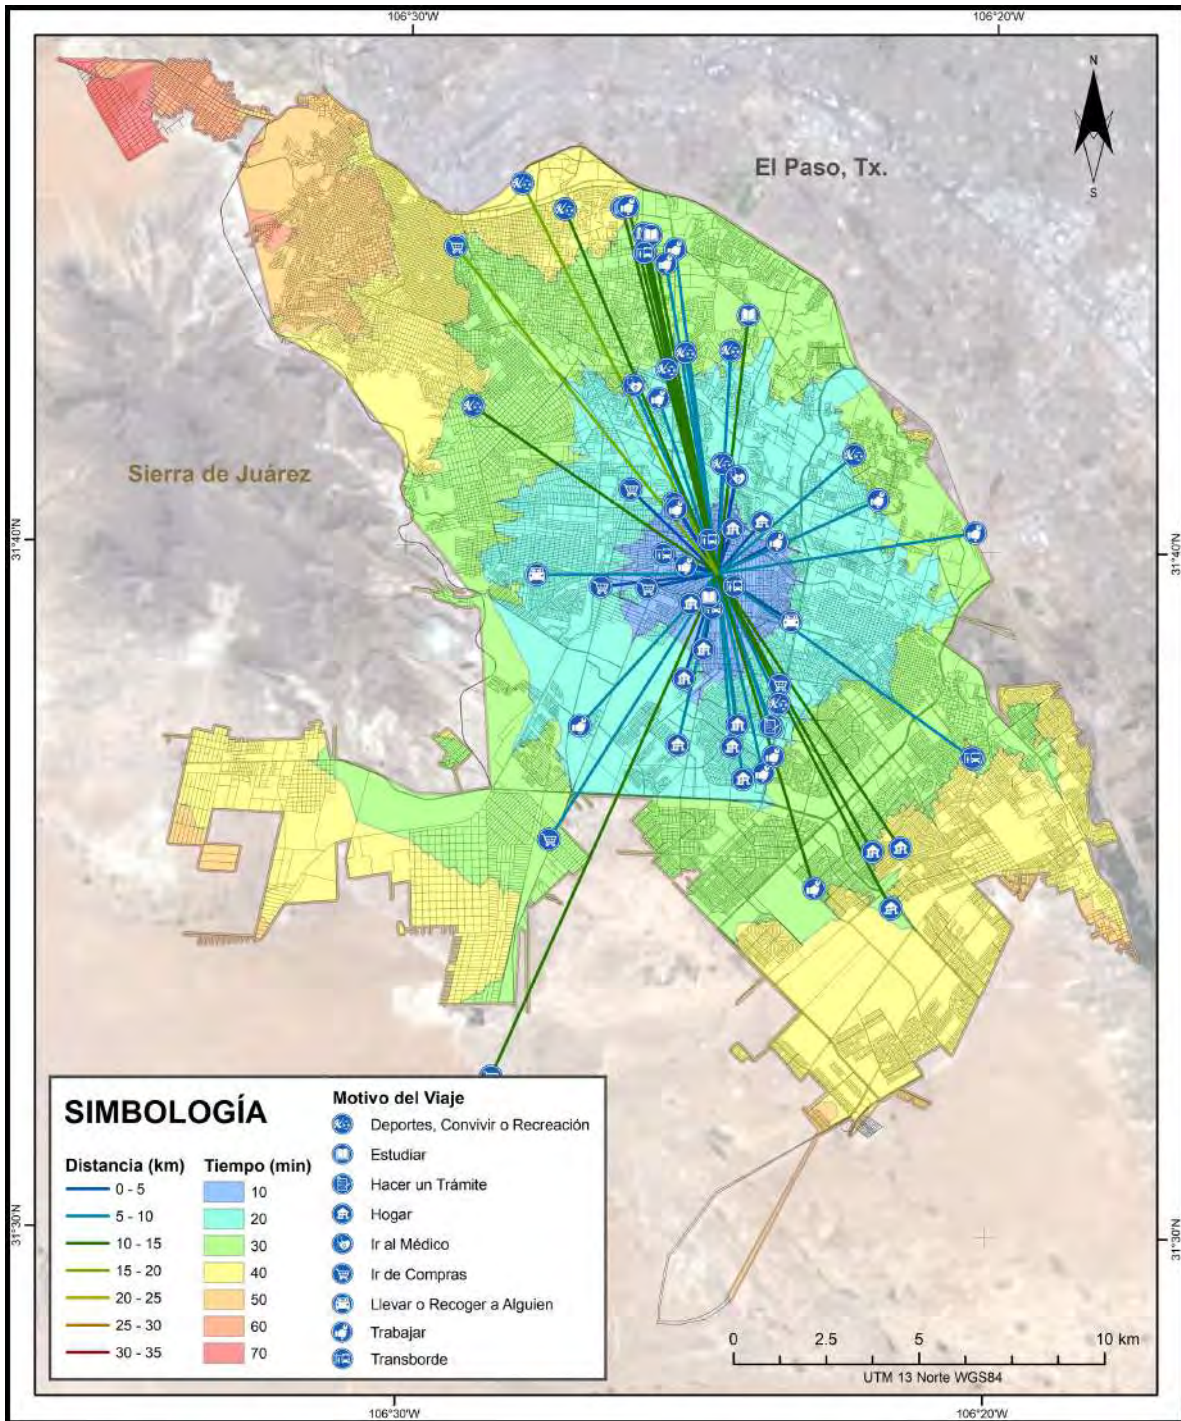 106°30'W
106°20'W
N
S
El Paso, Tx.
Sierra de Juárez
31°40'N
31°40'N
31°30'N
31°30'N
SIMBOLOGÍA
Distancia (km)
0 - 5
5 - 10
10 - 15
15 - 20
20 - 25
25 - 30
30 - 35
Tiempo (min)
10
20
30
40
50
60
70
Motivo del Viaje
Deportes, Convivir o Recreación
Estudiar
Hacer un Trámite
Hogar
Ir al Médico
Ir de Compras
Llevar o Recoger a Alguien
Trabajar
Transborde
0 2.5 5 10 km
UTM 13 Norte WGS84
106°30'W
106°20'W